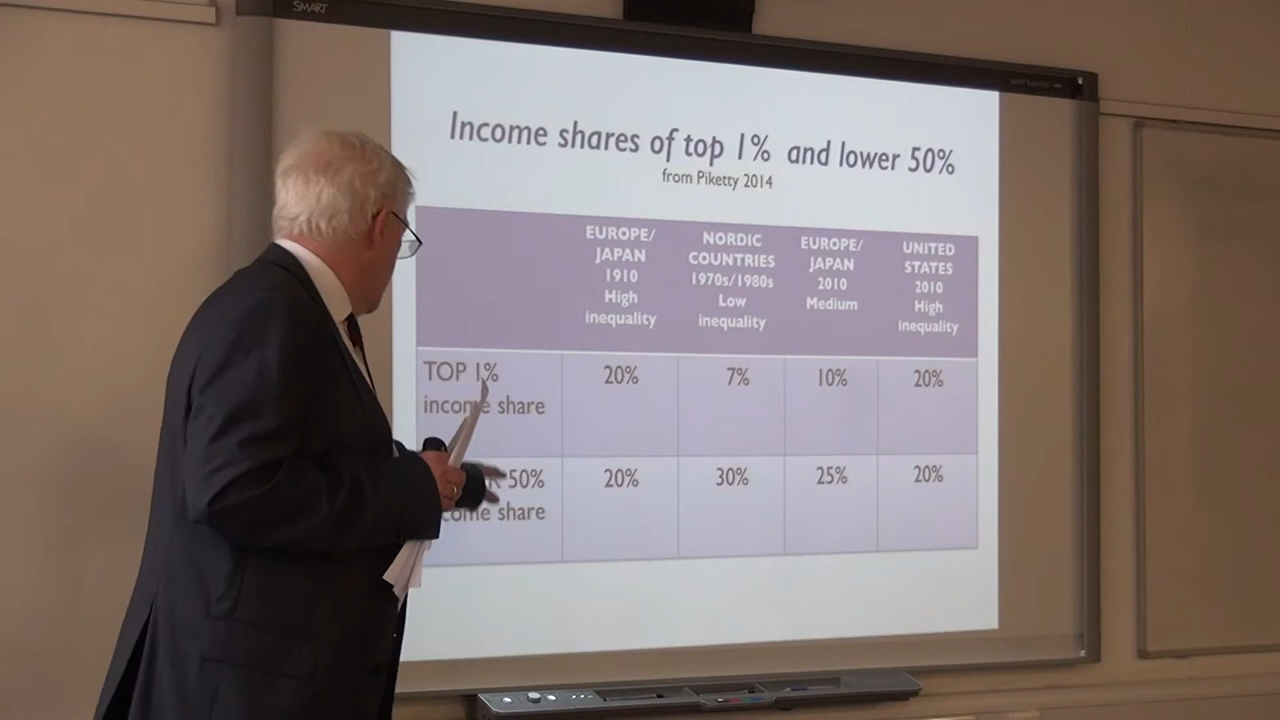 SMART
Income shares of top 1% and lower 50%
from Piketty 2014
EUROPE/
JAPAN
1910
High
inequality
NORDIC
COUNTRIES
1970s/1980s
Low
inequality
EUROPE/
JAPAN
2010
Medium
UNITED
STATES
2010
High
inequality
TOP 1%
income share
20%
7%
10%
20%
50%
share
20%
30%
25%
20%